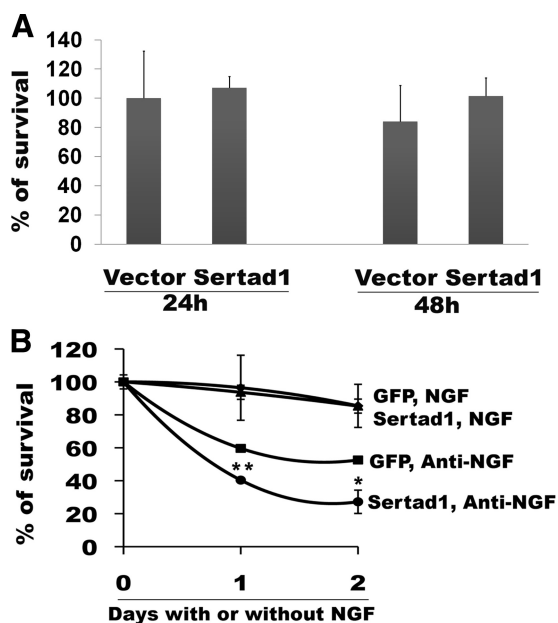 A
140
120
100
80
60
40
20
0
% of survival
Vector Sertad1
24h
Vector Sertad1
48h
B
120
100
80
60
40
20
0
% of survival
GFP, NGF
Sertad1, NGF
GFP, Anti-NGF
**
*
Sertad1, Anti-NGF
0 1 2
Days with or without NGF